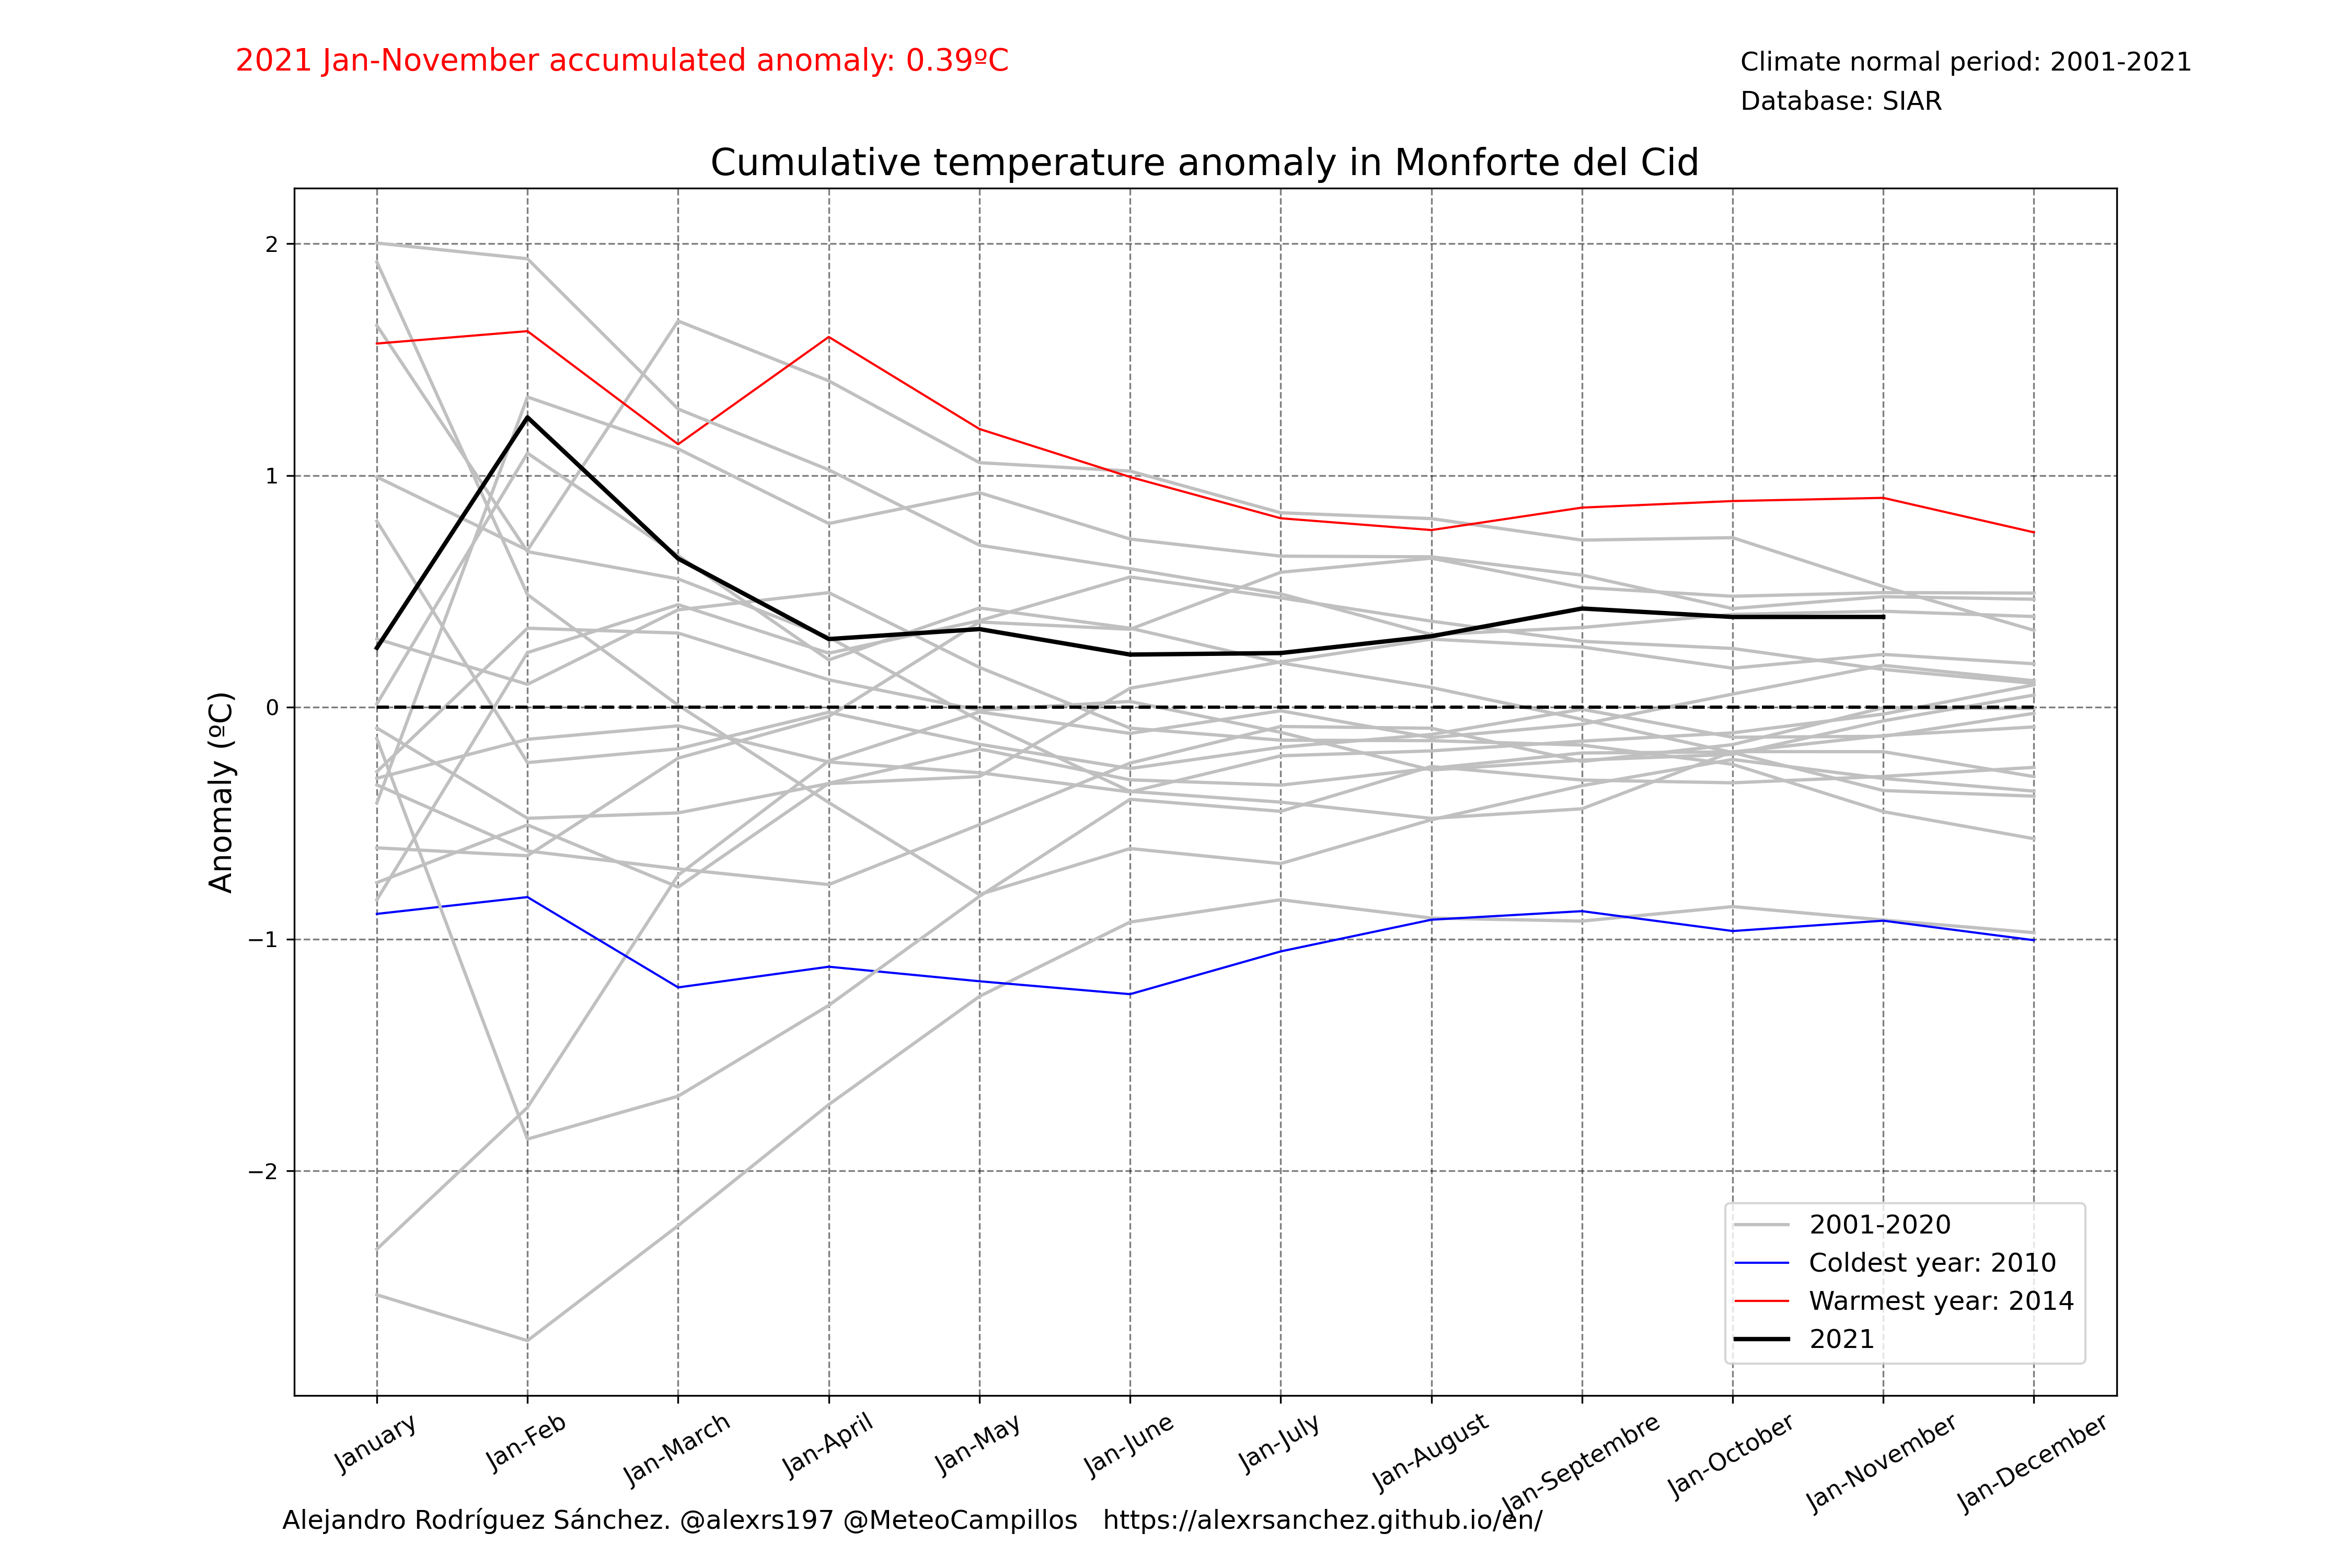 2021 Jan-November accumulated anomaly: 0.39ºC
Climate normal period: 2001-2021
Database: SIAR
Cumulative temperature anomaly in Monforte del Cid
Anomaly (ºC)
2
1
0
−1
−2
2001-2020
Coldest year: 2010
Warmest year: 2014
2021
January
Jan-Feb
Jan-March
Jan-April
Jan-May
Jan-June
Jan-July
Jan-August
Jan-Septembre
Jan-October
Jan-November
Jan-December
Alejandro Rodríguez Sánchez. @alexrs197 @MeteoCampillos https://alexrsanchez.github.io/en/